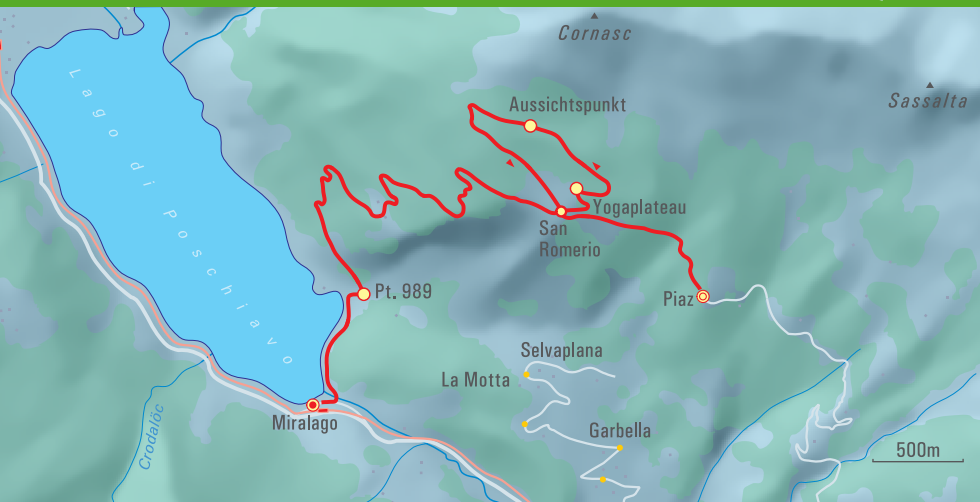 Cornasc
Sassalta
Aussichtspunkt
Lago di Poschiavo
Yogaplateau
San
Romerio
Pt. 989
Piaz
Selvaplana
La Motta
Miralago
Garbella
Crodalöc
500m